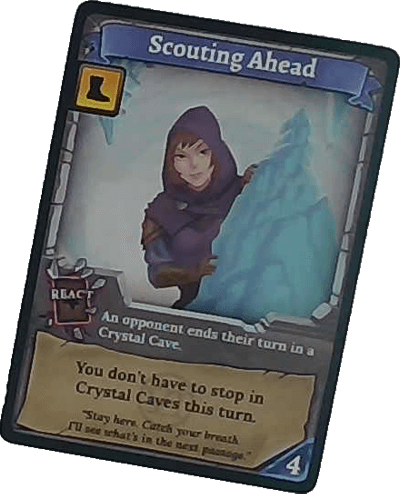 Scouting Ahead
REACT
An opponent ends their turn in a
Crystal Cave.
You don't have to stop in
Crystal Caves this turn.
"Stay here. Catch your breath.
I'll see what's in the next passage."
4